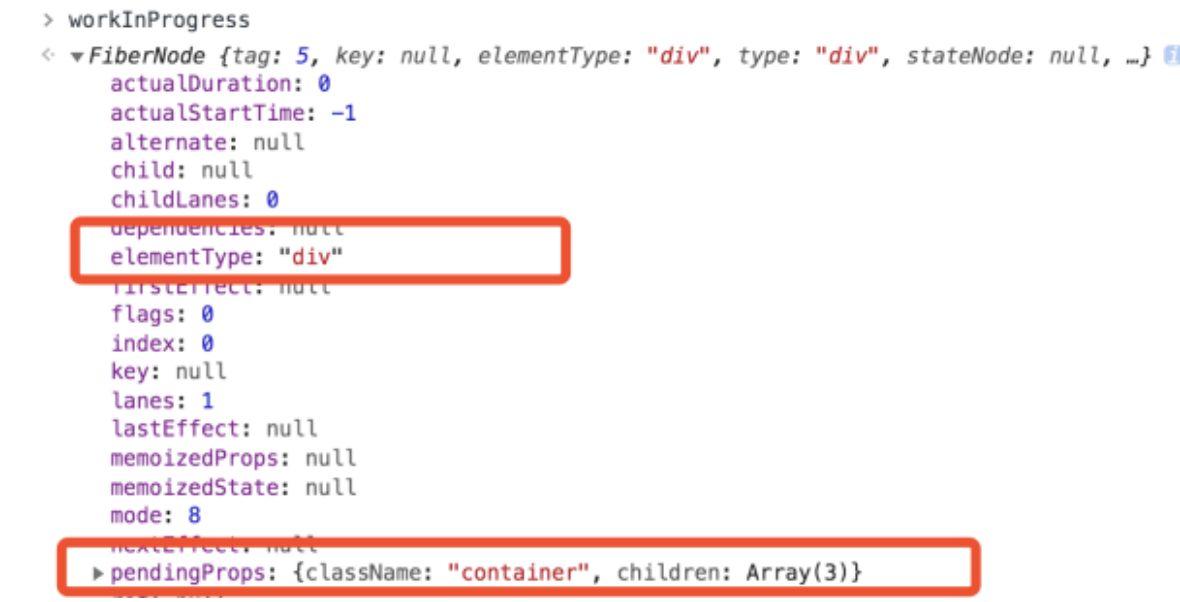 > workInProgress
<· ▼FiberNode {tag: 5, key: null, elementType: "div", type: "div", stateNode: null, …} i
actualDuration: 0
actualStartTime: -1
alternate: null
child: null
childLanes: 0
dependencies: null
elementType: "div"
firstEffect: null
flags: 0
index: 0
key: null
lanes: 1
lastEffect: null
memoizedProps: null
memoizedState: null
mode: 8
nextEffect: null
▶pendingProps: {className: "container", children: Array(3)}